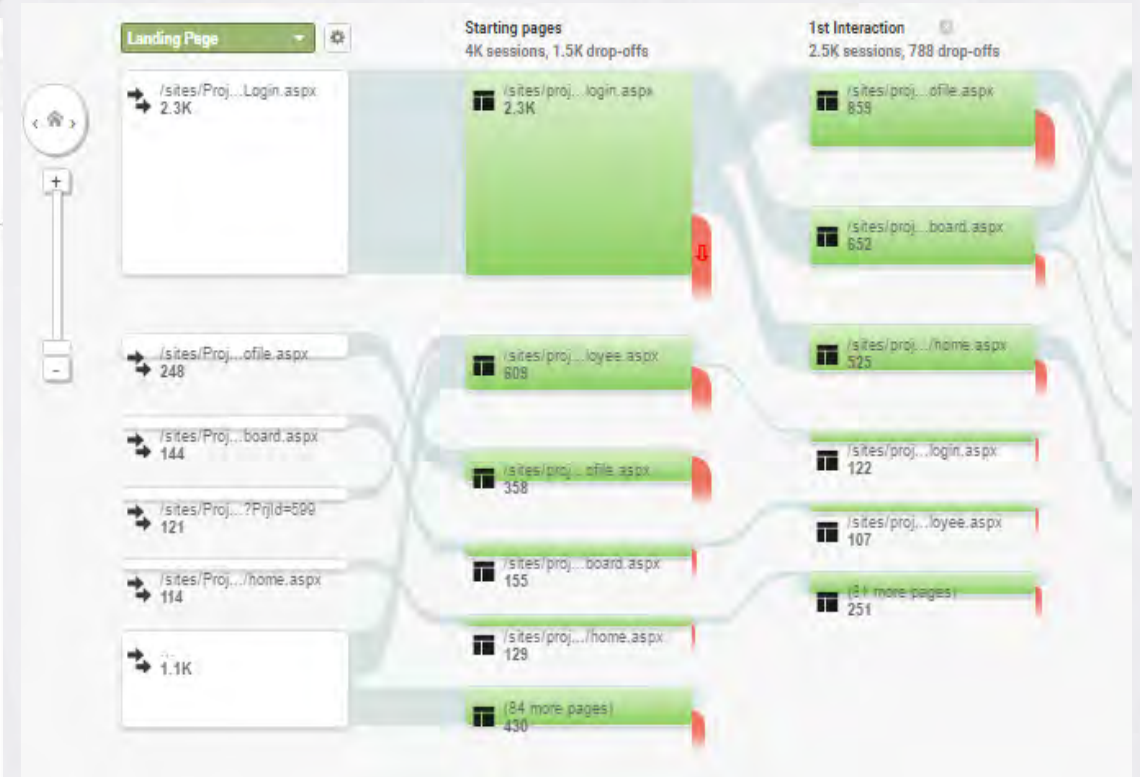 Landing Page
Starting pages
4K sessions, 1.5K drop-offs
1st Interaction
2.5K sessions, 788 drop-offs
/sites/Proj...Login.aspx
2.3K
/sites/Proj...ofile.aspx
248
/sites/Proj...board.aspx
144
/sites/Proj...?PrjId=599
121
/sites/Proj.../home.aspx
114
...
1.1K
/sites/proj...login.aspx
2.3K
/sites/proj...loyee.aspx
609
/sites/proj...ofile.aspx
358
/sites/proj...board.aspx
155
/sites/proj.../home.aspx
129
(84 more pages)
430
/sites/proj...ofile.aspx
859
/sites/proj...board.aspx
652
/sites/proj.../home.aspx
525
/sites/proj...login.aspx
122
/sites/proj...loyee.aspx
107
(81 more pages)
251